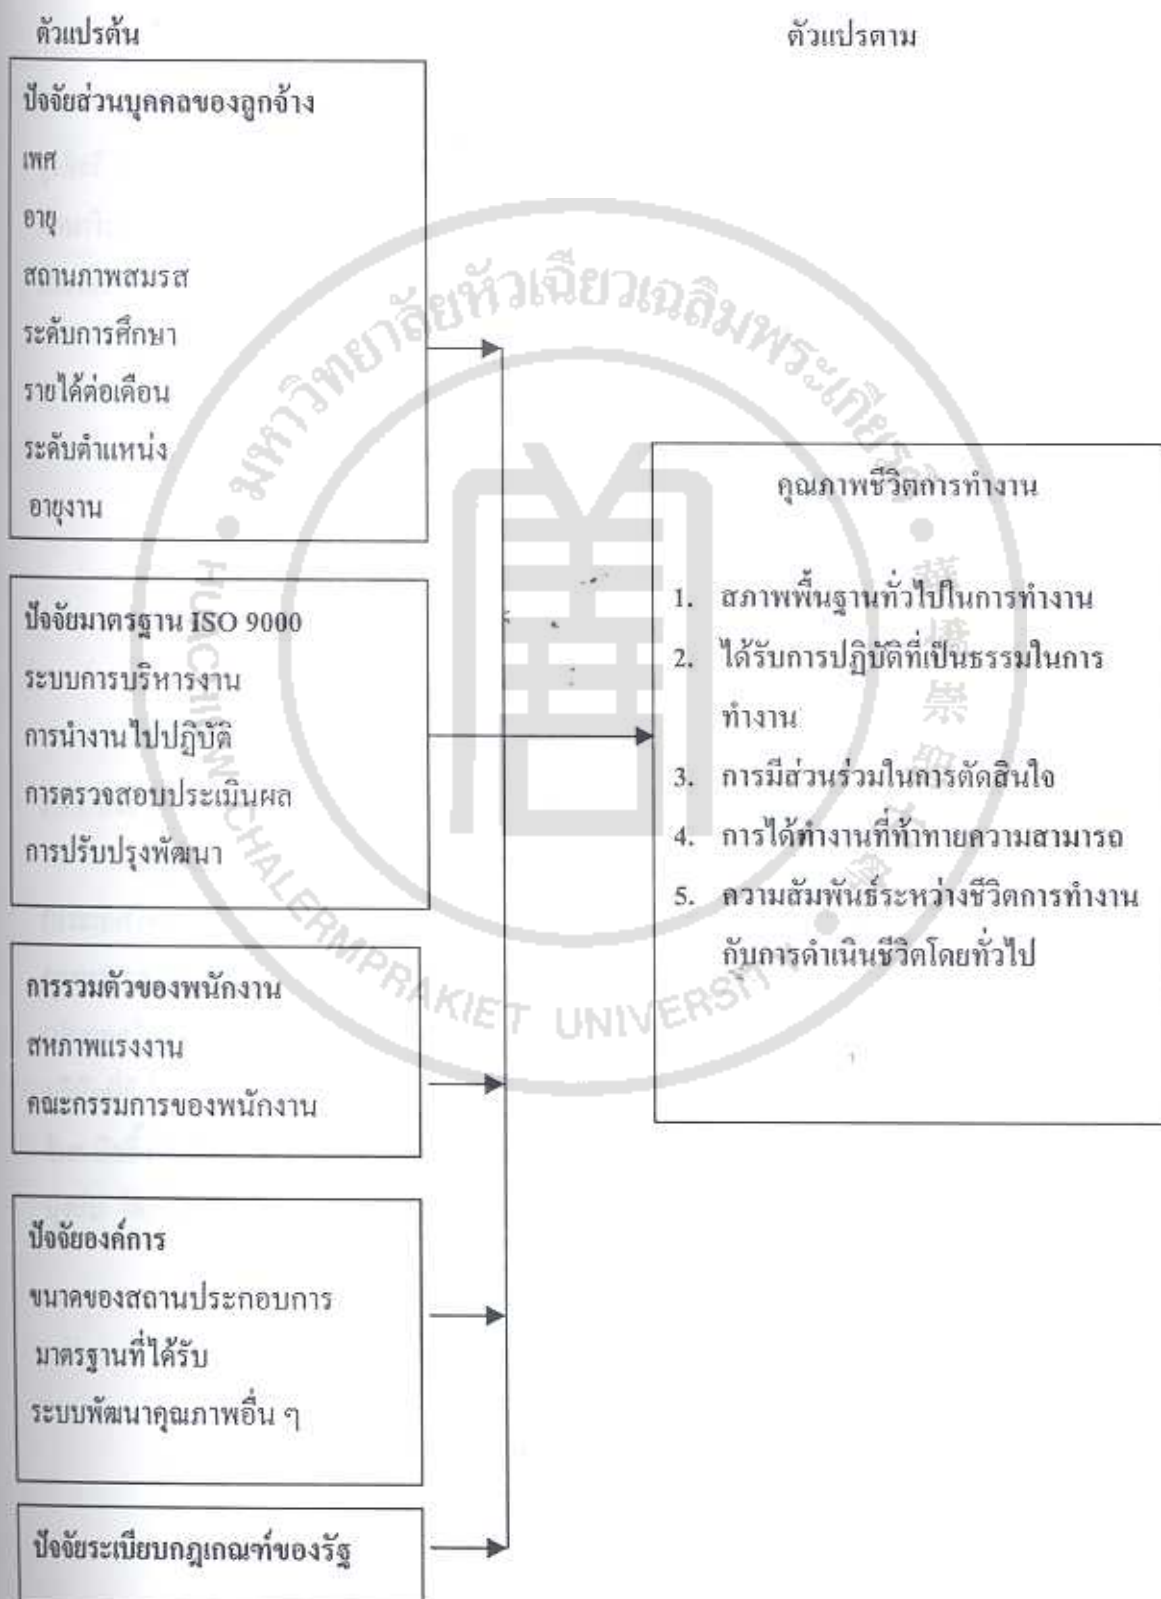 ตัวแปรต้น
ตัวแปรตาม
ปัจจัยส่วนบุคคลของลูกจ้าง
เพศ
อายุ
สถานภาพสมรส
ระดับการศึกษา
รายได้ต่อเดือน
ระดับตำแหน่ง
อายุงาน
ปัจจัยมาตรฐาน ISO 9000
ระบบการบริหารงาน
การนำงานไปปฏิบัติ
การตรวจสอบประเมินผล
การปรับปรุงพัฒนา
การรวมตัวของพนักงาน
สหภาพแรงงาน
คณะกรรมการของพนักงาน
ปัจจัยองค์การ
ขนาดของสถานประกอบการ
มาตรฐานที่ได้รับ
ระบบพัฒนาคุณภาพอื่น ๆ
ปัจจัยระเบียบกฎเกณฑ์ของรัฐ
คุณภาพชีวิตการทำงาน
1. สภาพพื้นฐานทั่วไปในการทำงาน
2. ได้รับการปฏิบัติที่เป็นธรรมในการ
ทำงาน
3. การมีส่วนร่วมในการตัดสินใจ
4. การได้ทำงานที่ท้าทายความสามารถ
5. ความสัมพันธ์ระหว่างชีวิตการทำงาน
กับการดำเนินชีวิตโดยทั่วไป
มหาวิทยาลัยหัวเฉียวเฉลิมพระเกียรติ
HUACHIEW CHALERMPRAKIET UNIVERSITY